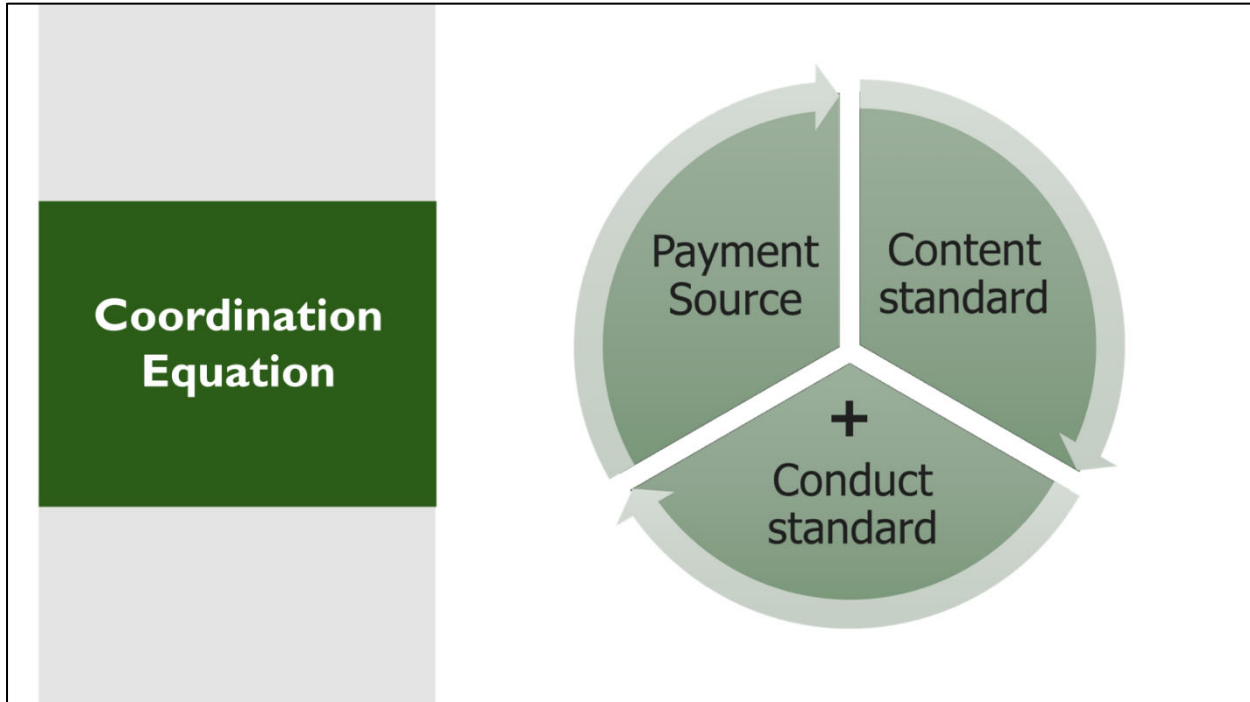 Coordination
Equation
Payment
Source
Content
standard
+
Conduct
standard